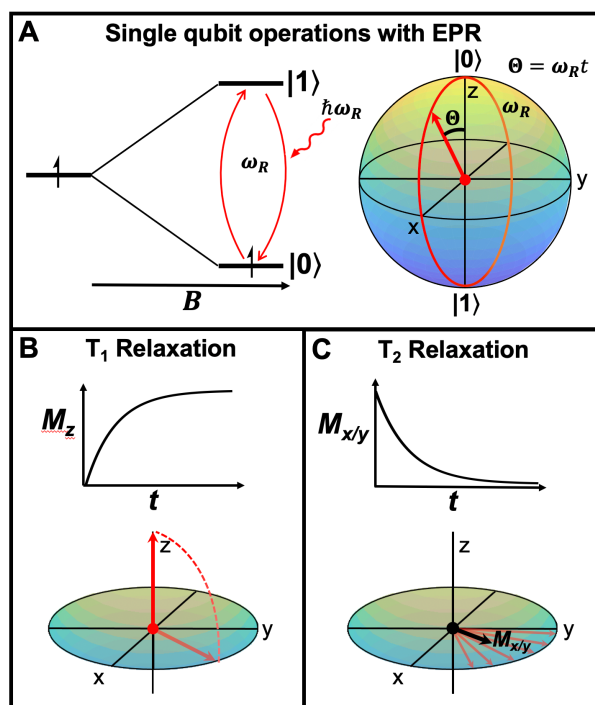 A Single qubit operations with EPR
|1⟩
|0⟩
Θ = ω_R t
ħω_R
z
ω_R
Θ
ω_R
y
x
|0⟩
B
|1⟩
B T₁ Relaxation
M_z
t
z
y
x
C T₂ Relaxation
M_x/y
t
z
y
M_x/y
x